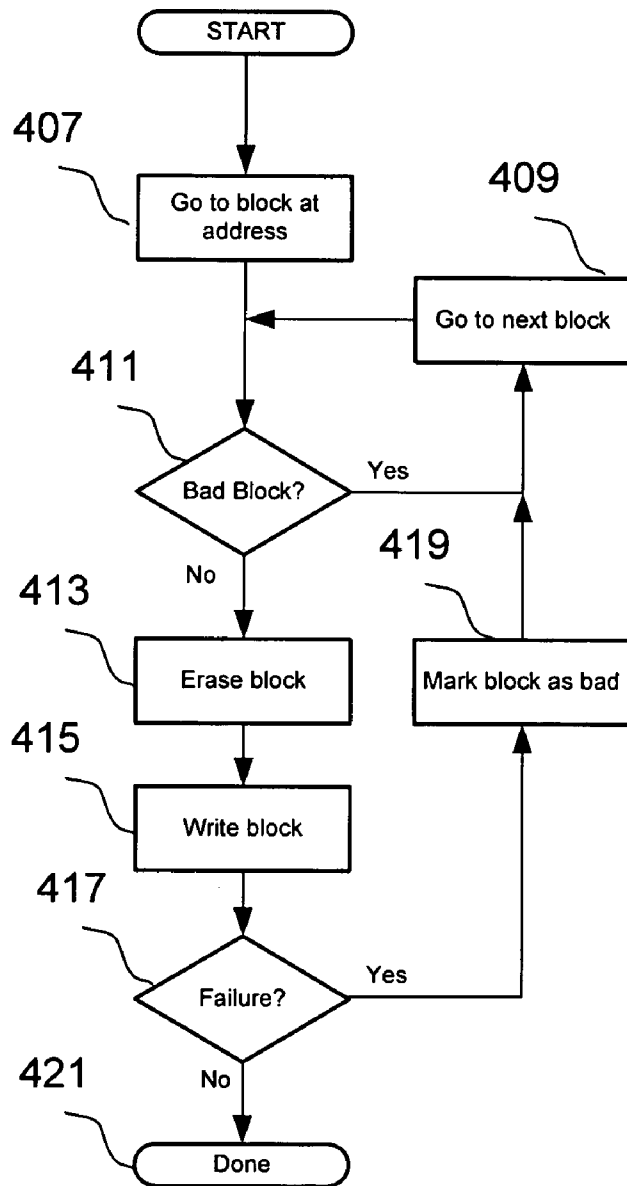 START
407
Go to block at
address
409
Go to next block
411
Bad Block?
Yes
No
413
Erase block
419
Mark block as bad
415
Write block
417
Failure?
Yes
No
421
Done